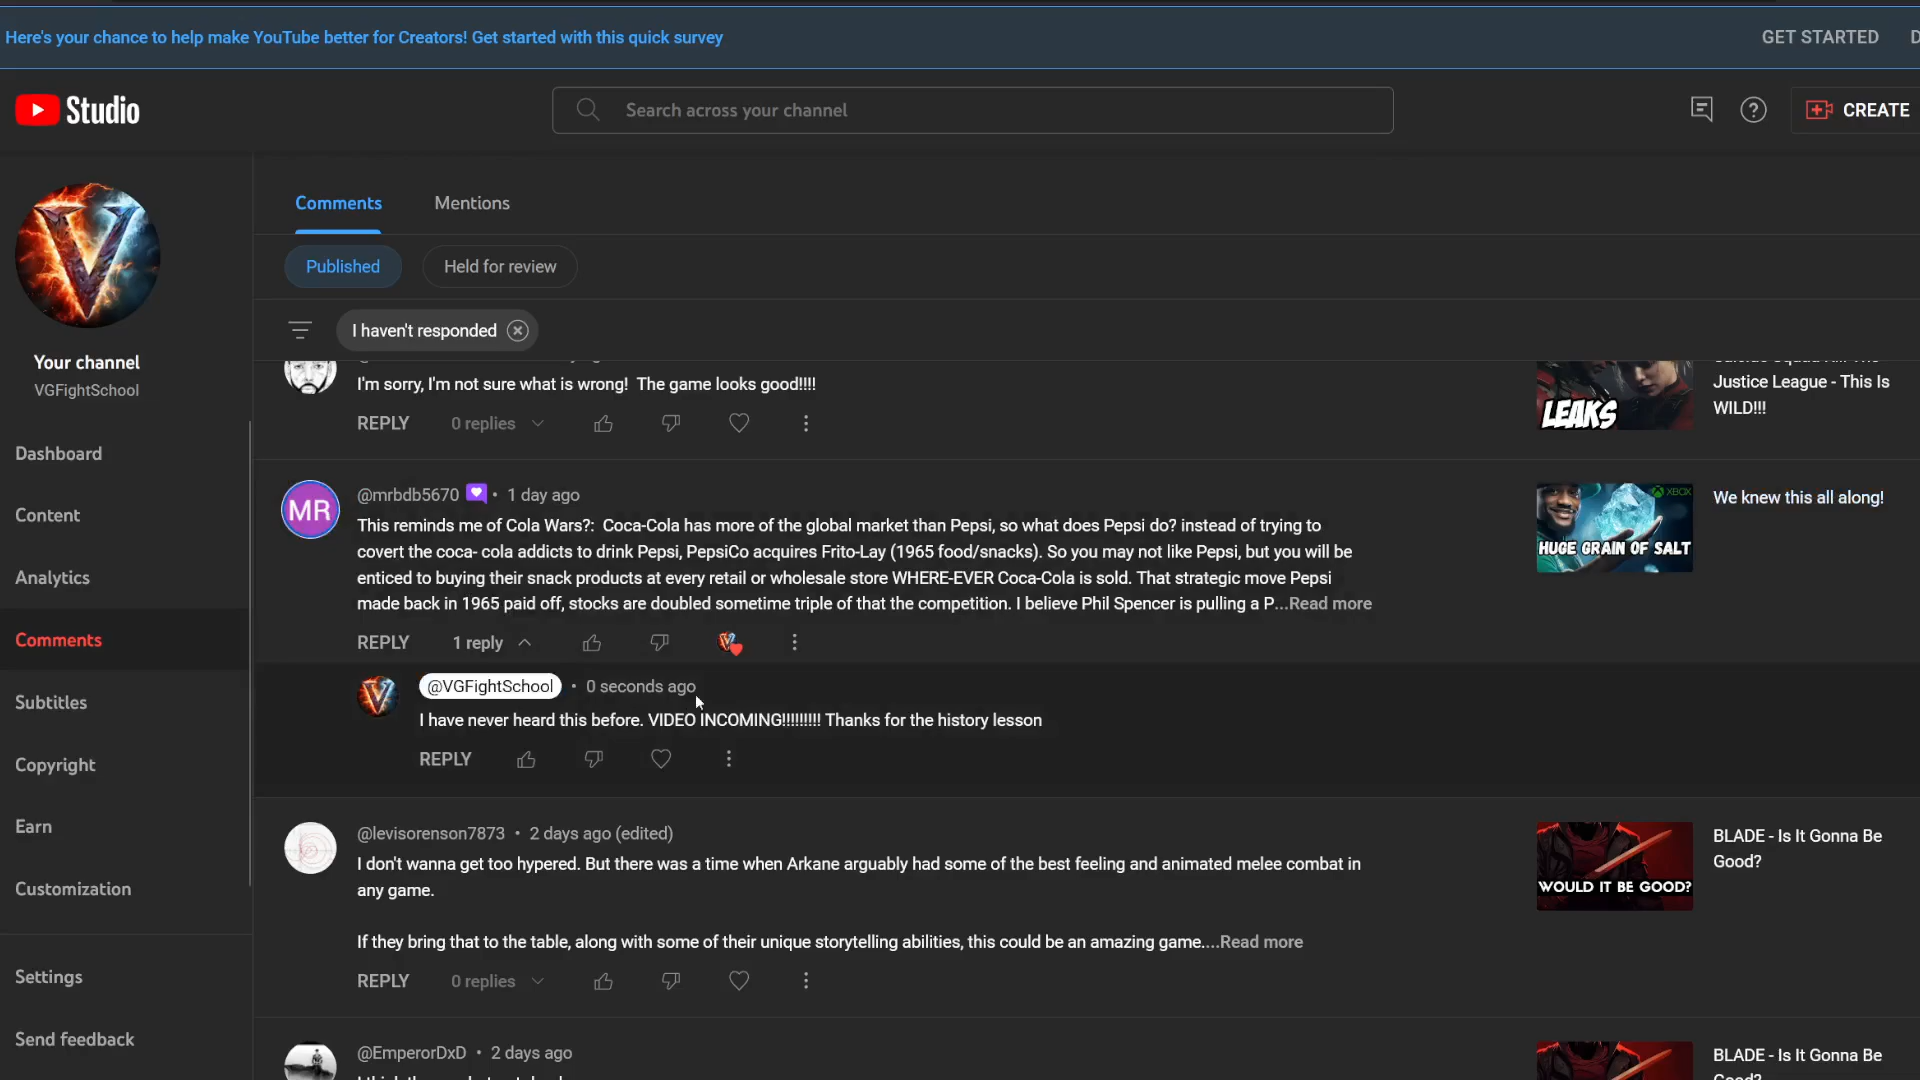 Here's your chance to help make YouTube better for Creators! Get started with this quick survey
GET STARTED
D
Studio
Search across your channel
CREATE
Your channel
VGFightSchool
Dashboard
Content
Analytics
Comments
Subtitles
Copyright
Earn
Customization
Settings
Send feedback
Comments
Mentions
Published
Held for review
I haven't responded
I'm sorry, I'm not sure what is wrong!  The game looks good!!!!
REPLY
0 replies
LEAKS
Justice League - This Is
WILD!!!
MR
@mrbdb5670 • 1 day ago
This reminds me of Cola Wars?:  Coca-Cola has more of the global market than Pepsi, so what does Pepsi do? instead of trying to
covert the coca- cola addicts to drink Pepsi, PepsiCo acquires Frito-Lay (1965 food/snacks). So you may not like Pepsi, but you will be
enticed to buying their snack products at every retail or wholesale store WHERE-EVER Coca-Cola is sold. That strategic move Pepsi
made back in 1965 paid off, stocks are doubled sometime triple of that the competition. I believe Phil Spencer is pulling a P...Read more
REPLY
1 reply
XBOX
HUGE GRAIN OF SALT
We knew this all along!
@VGFightSchool • 0 seconds ago
I have never heard this before. VIDEO INCOMING!!!!!!!!! Thanks for the history lesson
REPLY
@levisorenson7873 • 2 days ago (edited)
I don't wanna get too hypered. But there was a time when Arkane arguably had some of the best feeling and animated melee combat in
any game.
If they bring that to the table, along with some of their unique storytelling abilities, this could be an amazing game....Read more
REPLY
0 replies
WOULD IT BE GOOD?
BLADE - Is It Gonna Be
Good?
@EmperorDxD • 2 days ago
BLADE - Is It Gonna Be